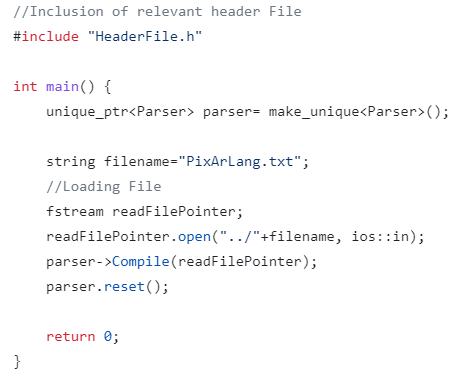 //Inclusion of relevant header File
#include "HeaderFile.h"
int main() {
unique_ptr<Parser> parser= make_unique<Parser>();
string filename="PixArLang.txt";
//Loading File
fstream readFilePointer;
readFilePointer.open("../"+filename, ios::in);
parser->Compile(readFilePointer);
parser.reset();
return 0;
}